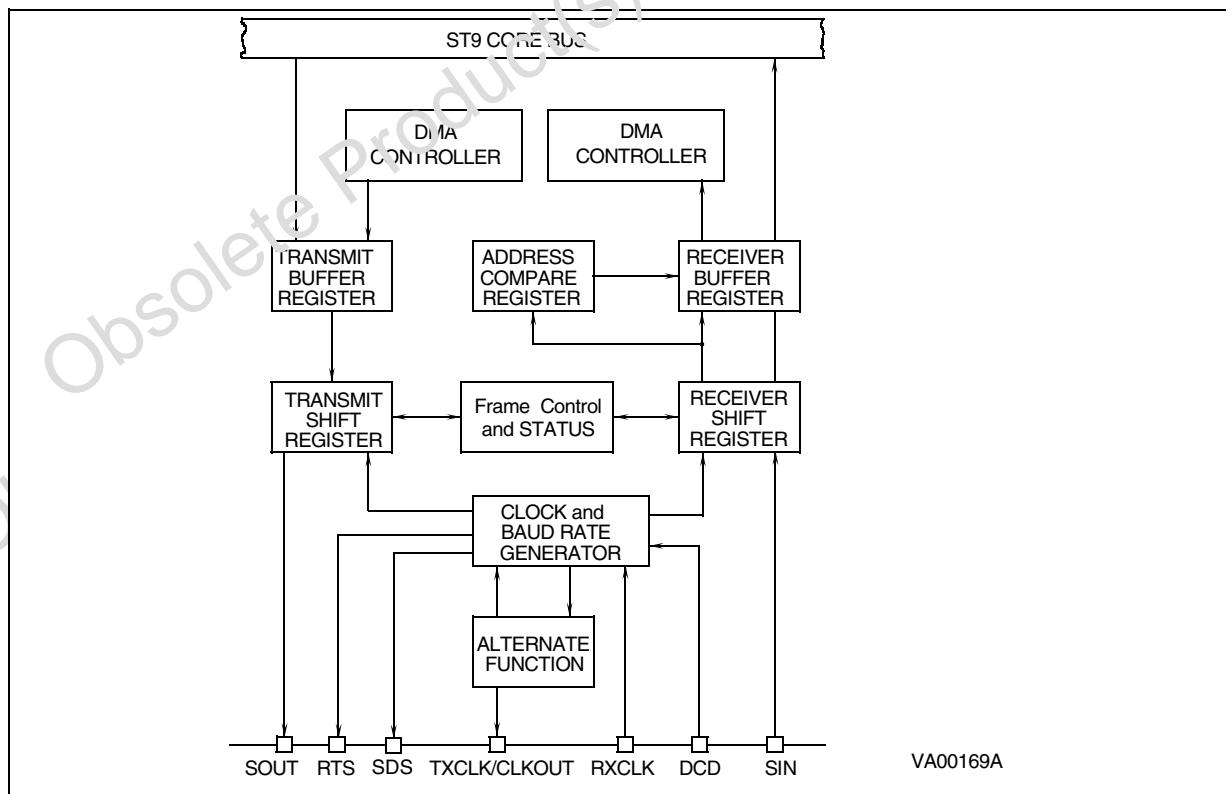 ST9 CORE BUS
DMA
CONTROLLER
DMA
CONTROLLER
TRANSMIT
BUFFER
REGISTER
ADDRESS
COMPARE
REGISTER
RECEIVER
BUFFER
REGISTER
TRANSMIT
SHIFT
REGISTER
Frame Control
and STATUS
RECEIVER
SHIFT
REGISTER
CLOCK and
BAUD RATE
GENERATOR
ALTERNATE
FUNCTION
SOUT RTS SDS TXCLK/CLKOUT RXCLK DCD SIN
VA00169A
Obsolete Product(s)